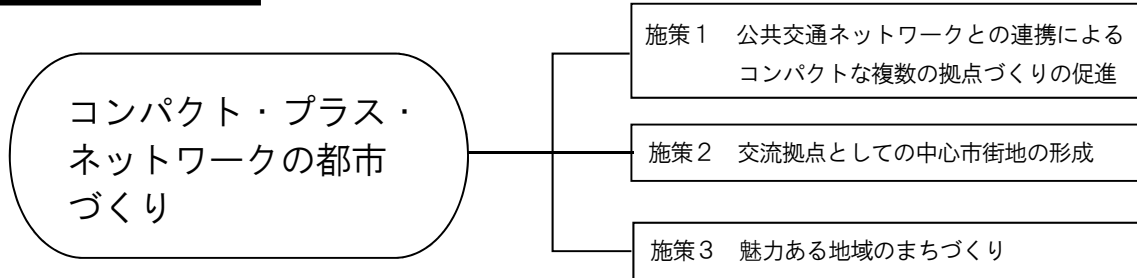 コンパクト・プラス・
ネットワークの都市
づくり
施策１　公共交通ネットワークとの連携による
コンパクトな複数の拠点づくりの促進
施策２　交流拠点としての中心市街地の形成
施策３　魅力ある地域のまちづくり